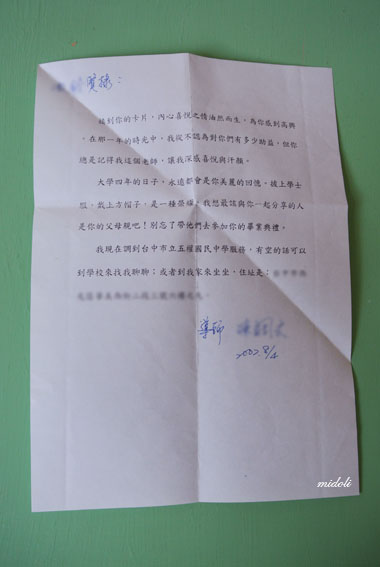 寶穗：
接到你的卡片，內心喜悅之情油然而生，為你感到高興
。在那一年的時光中，我從不認為對你們有多少助益，但你
總是記得我這個老師，讓我深感喜悅與汗顏。
大學四年的日子，永遠都會是你美麗的回憶，披上學士
服，戴上方帽子，是一種榮耀，我想最該與你一起分享的人
是你的父母親吧！別忘了帶他們去參加你的畢業典禮。
我現在調到台中市立五權國民中學服務，有空的話可以
到學校來找我聊聊；或者到我家來坐坐，住址是：
導師
2002 8/4
midoli